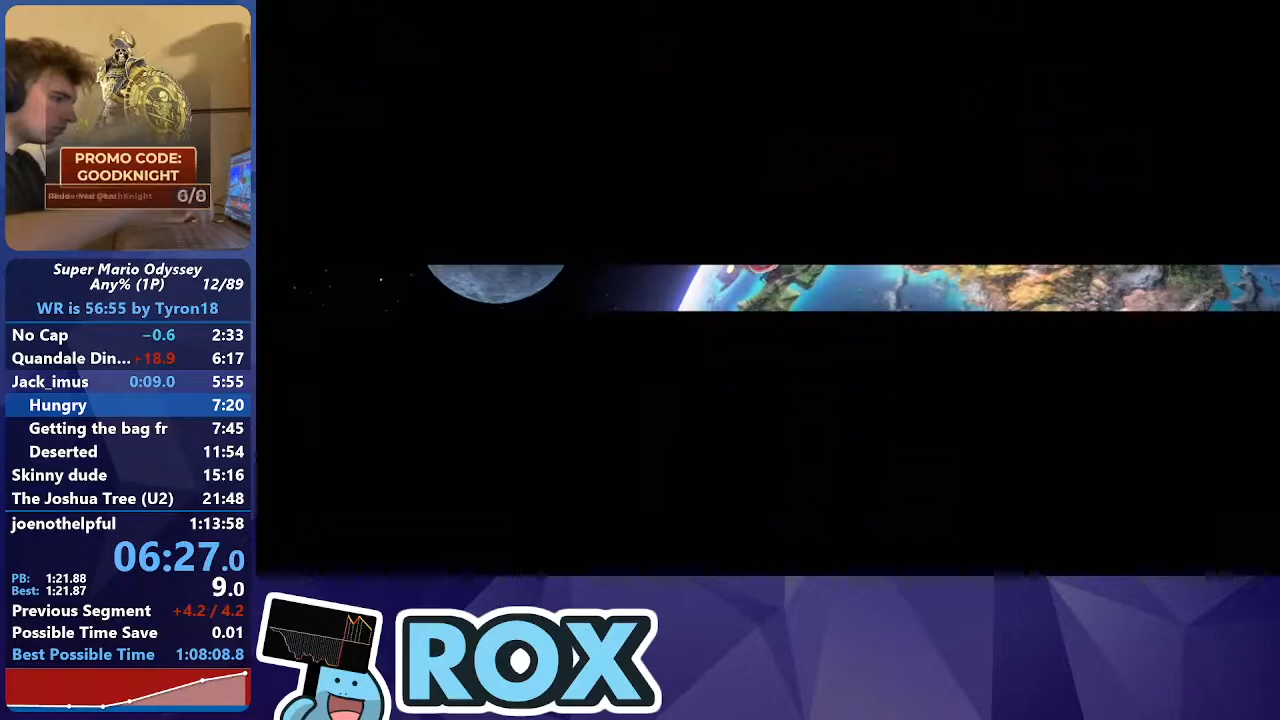 PROMO CODE:
GOODKNIGHT
6/8
Super Mario Odyssey
Any% (1P) 12/89
WR is 56:55 by Tyron18
No Cap −0.6 2:33
Quandale Din... +18.9 6:17
Jack_imus 0:09.0 5:55
Hungry 7:20
Getting the bag fr 7:45
Deserted 11:54
Skinny dude 15:16
The Joshua Tree (U2) 21:48
joenothelpful 1:13:58
06:27.0
PB: 1:21.88
Best: 1:21.87
9.0
Previous Segment +4.2 / 4.2
Possible Time Save 0.01
Best Possible Time 1:08:08.8
ROX